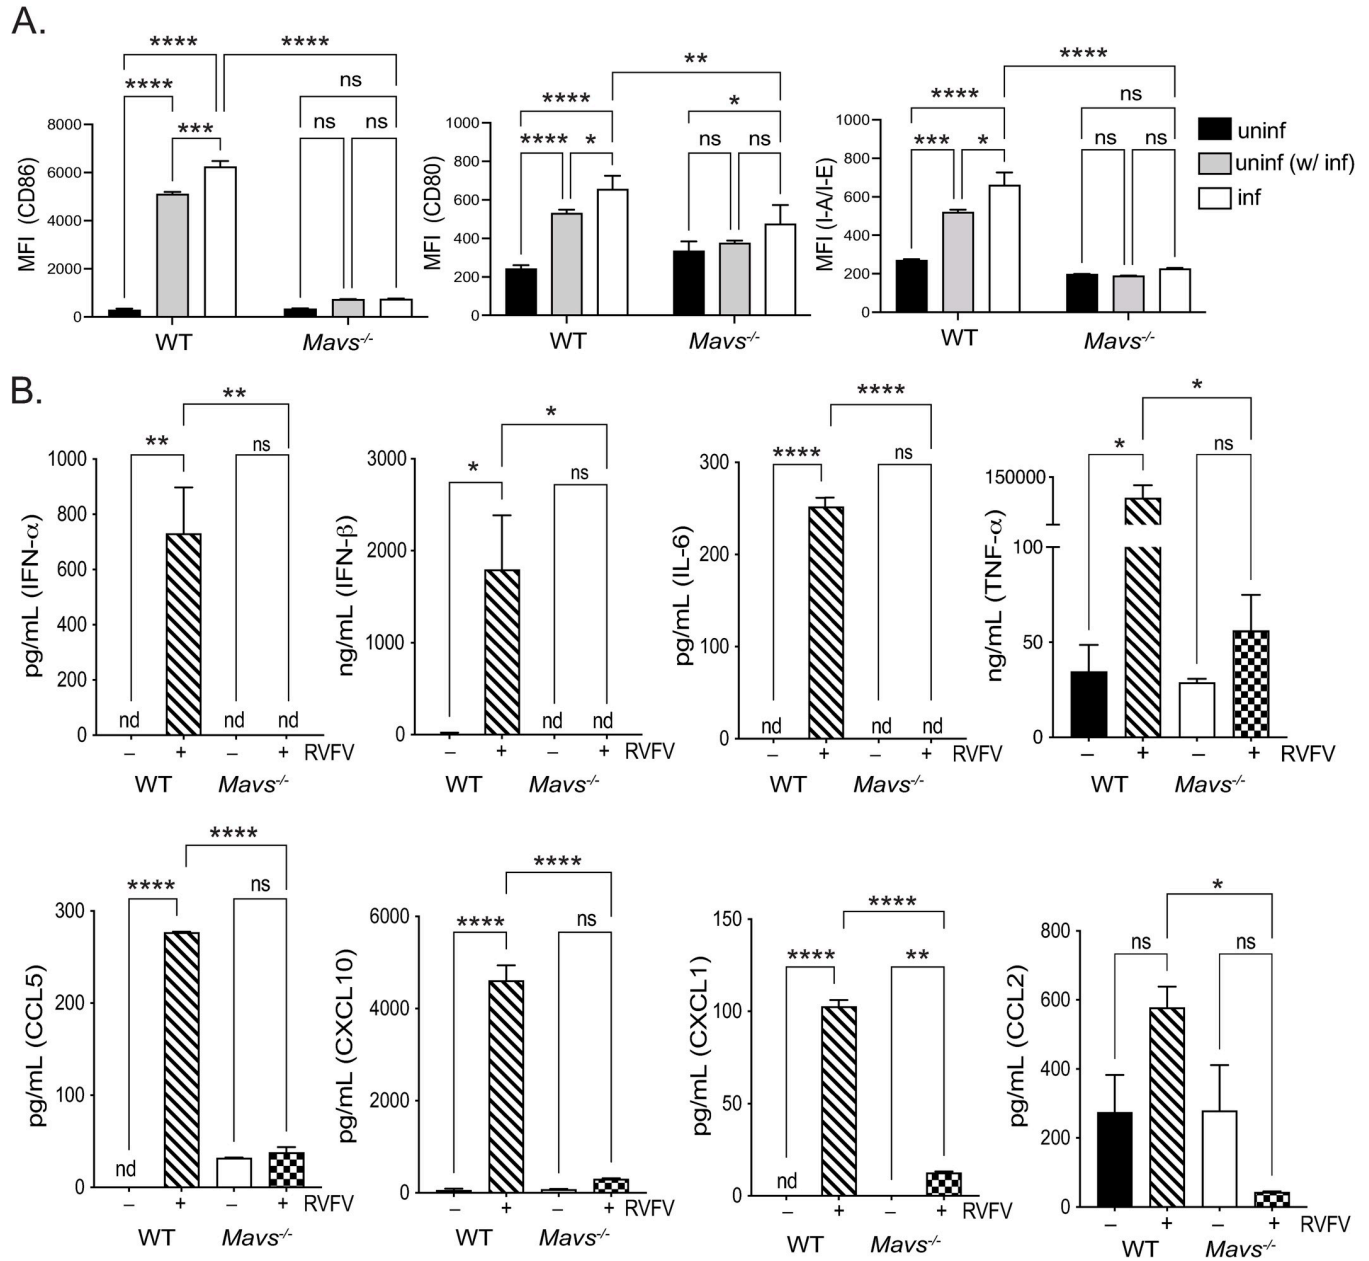 A.
**** ****
**** ns
*** ns ns
8000
6000
4000
2000
0
MFI (CD86)
WT Mavs-/-
**
**** *
**** * ns ns
1000
800
600
400
200
0
MFI (CD80)
WT Mavs-/-
****
**** ns
*** * ns ns
1000
800
600
400
200
0
MFI (I-A/I-E)
WT Mavs-/-
uninf
uninf (w/ inf)
inf
B.
**
** ns
1000
800
600
400
200
0
pg/mL (IFN-α)
nd nd nd
– + – + RVFV
WT Mavs-/-
*
* ns
3000
2000
1000
0
ng/mL (IFN-β)
nd nd
– + – + RVFV
WT Mavs-/-
****
**** ns
300
200
100
0
pg/mL (IL-6)
nd nd nd
– + – + RVFV
WT Mavs-/-
*
* ns
150000
100
50
0
ng/mL (TNF-α)
– + – + RVFV
WT Mavs-/-
****
**** ns
300
200
100
0
pg/mL (CCL5)
nd
– + – + RVFV
WT Mavs-/-
****
**** ns
6000
4000
2000
0
pg/mL (CXCL10)
– + – + RVFV
WT Mavs-/-
****
**** **
150
100
50
0
pg/mL (CXCL1)
nd
– + – + RVFV
WT Mavs-/-
*
ns ns
800
600
400
200
0
pg/mL (CCL2)
– + – + RVFV
WT Mavs-/-